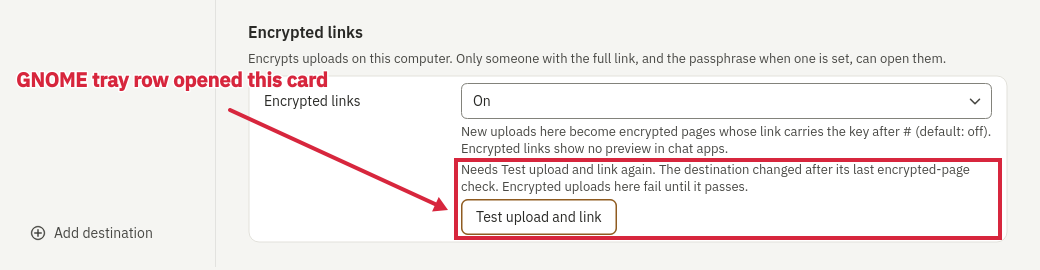 Encrypted links
Encrypts uploads on this computer. Only someone with the full link, and the passphrase when one is set, can open them.
GNOME tray row opened this card
Encrypted links
On
New uploads here become encrypted pages whose link carries the key after # (default: off).
Encrypted links show no preview in chat apps.
Needs Test upload and link again. The destination changed after its last encrypted-page
check. Encrypted uploads here fail until it passes.
Test upload and link
Add destination